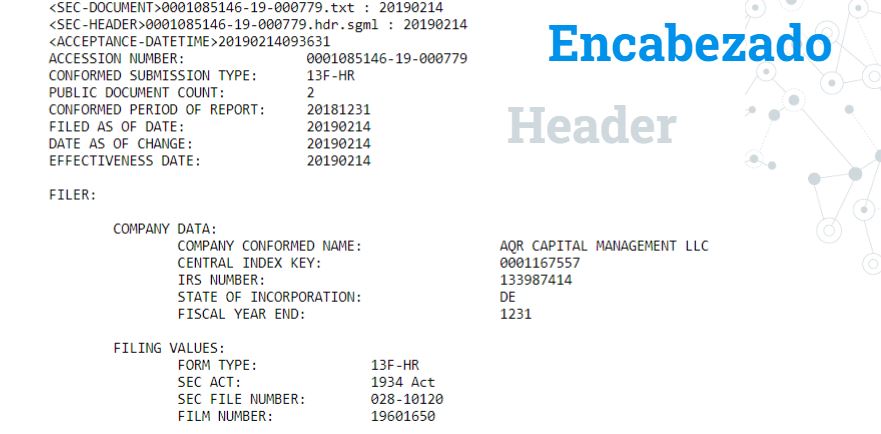 <SEC-DOCUMENT>0001085146-19-000779.txt : 20190214
<SEC-HEADER>0001085146-19-000779.hdr.sgml : 20190214
<ACCEPTANCE-DATETIME>20190214093631
ACCESSION NUMBER: 0001085146-19-000779
CONFORMED SUBMISSION TYPE: 13F-HR
PUBLIC DOCUMENT COUNT: 2
CONFORMED PERIOD OF REPORT: 20181231
FILED AS OF DATE: 20190214
DATE AS OF CHANGE: 20190214
EFFECTIVENESS DATE: 20190214
Encabezado
Header
FILER:
COMPANY DATA:
COMPANY CONFORMED NAME: AQR CAPITAL MANAGEMENT LLC
CENTRAL INDEX KEY: 0001167557
IRS NUMBER: 133987414
STATE OF INCORPORATION: DE
FISCAL YEAR END: 1231
FILING VALUES:
FORM TYPE: 13F-HR
SEC ACT: 1934 Act
SEC FILE NUMBER: 028-10120
FILM NUMBER: 19601650